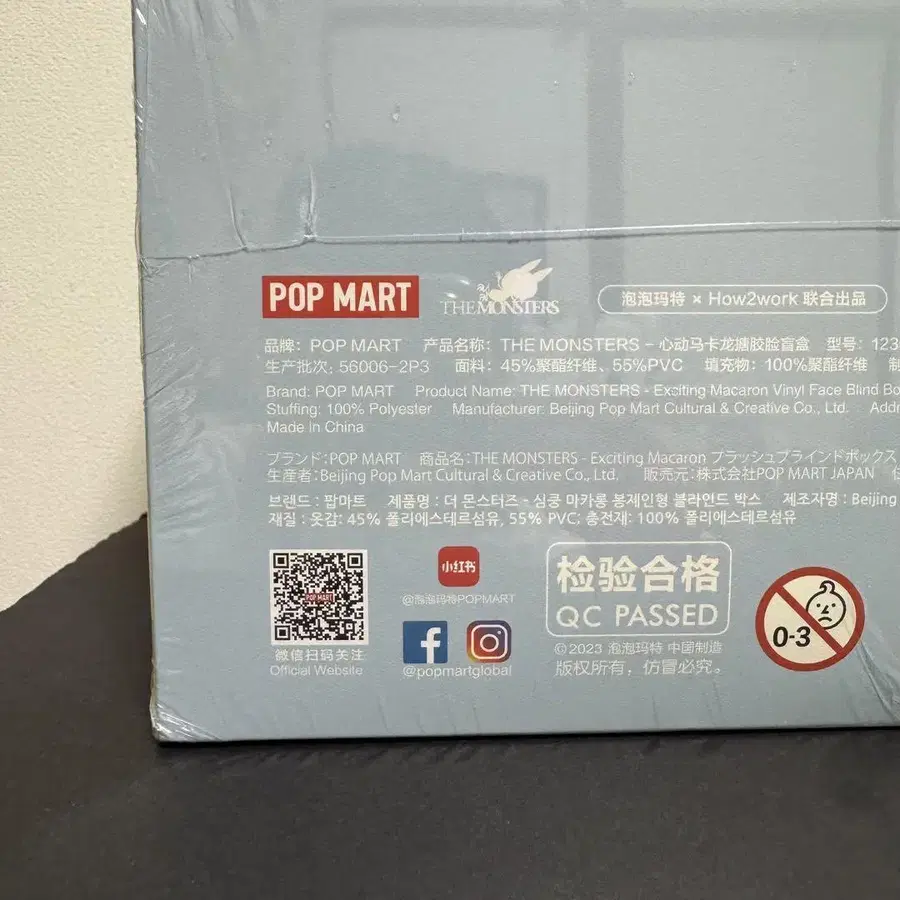 POP MART
THE MONSTERS
泡泡玛特 × How2work 联合出品
品牌：POP MART 产品名称：THE MONSTERS – 心动马卡龙搪胶脸盲盒 型号：123
生产批次：56006-2P3 面料：45%聚酯纤维、55%PVC 填充物：100%聚酯纤维
Brand: POP MART Product Name: THE MONSTERS - Exciting Macaron Vinyl Face Blind Bo
Stuffing: 100% Polyester Manufacturer: Beijing Pop Mart Cultural & Creative Co., Ltd. Addr
Made in China
ブランド：POP MART 商品名：THE MONSTERS - Exciting Macaron プラッシュブラインドボックス
生産者：Beijing Pop Mart Cultural & Creative Co., Ltd. 販売元：株式会社POP MART JAPAN 住
브랜드 : 팝마트 제품명 : 더 몬스터즈 - 심쿵 마카롱 봉제인형 블라인드 박스 제조자명 : Beijing
재질 : 옷감: 45% 폴리에스테르섬유, 55% PVC; 충전재: 100% 폴리에스테르섬유
POP MART
微信扫码关注
Official Website
小红书
@泡泡玛特POPMART
@popmartglobal
检验合格
QC PASSED
©2023 泡泡玛特 中国制造
版权所有，仿冒必究。
0-3